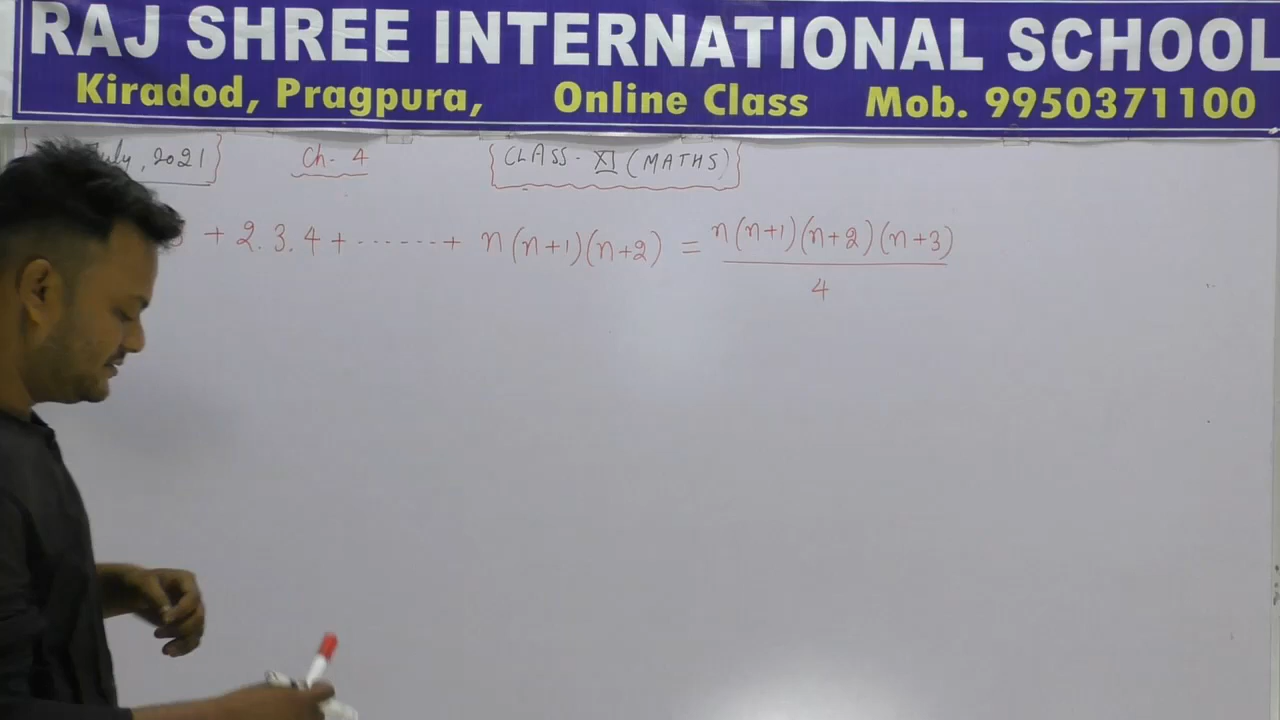 RAJ SHREE INTERNATIONAL SCHOOL
Kiradod, Pragpura, Online Class Mob. 9950371100
July, 2021 Ch- 4 CLASS- XI (MATHS)
3 + 2.3.4 + ...... + n(n+1)(n+2) = n(n+1)(n+2)(n+3)
4